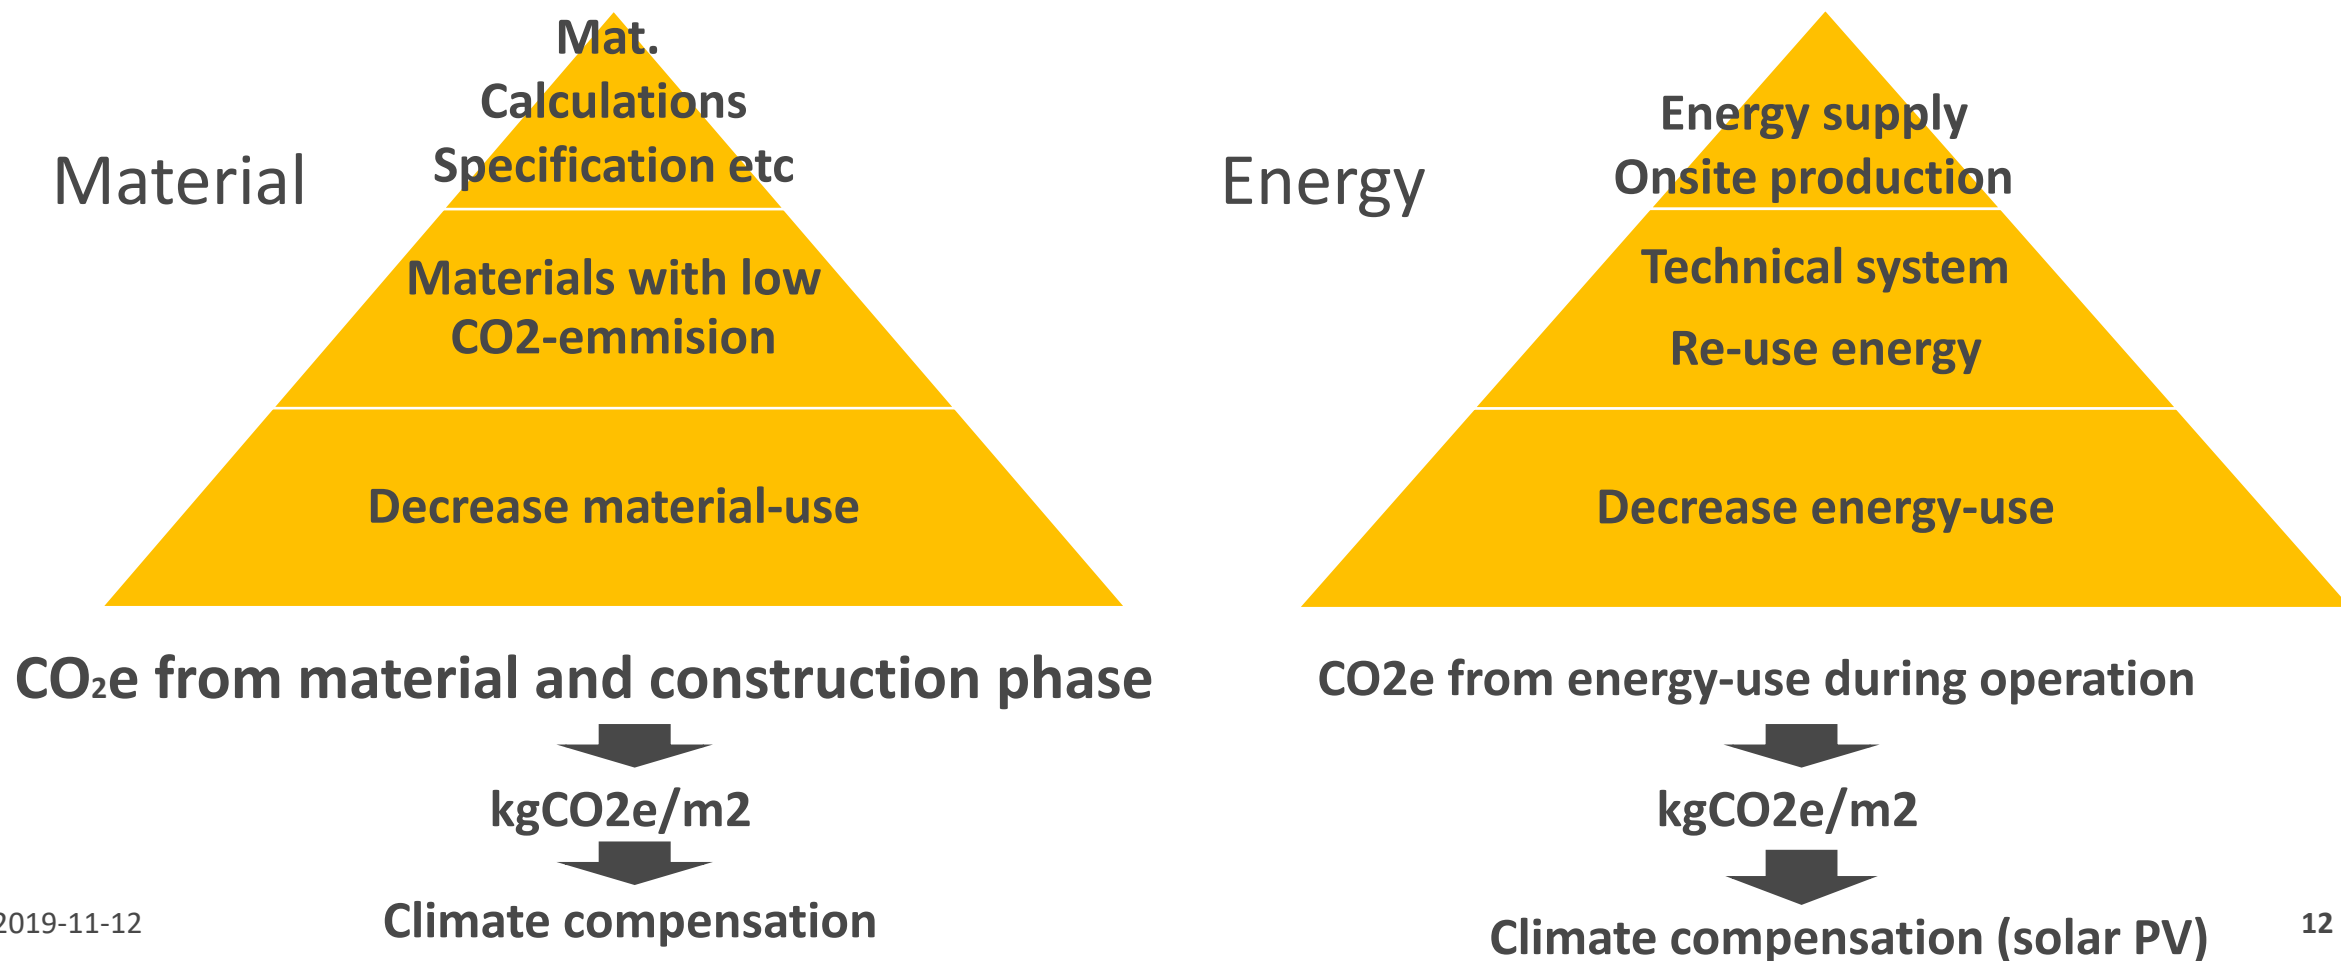 Material
Mat.
Calculations
Specification etc
Materials with low
CO2-emmision
Decrease material-use
CO₂e from material and construction phase
kgCO2e/m2
Climate compensation
Energy
Energy supply
Onsite production
Technical system
Re-use energy
Decrease energy-use
CO2e from energy-use during operation
kgCO2e/m2
Climate compensation (solar PV)
2019-11-12
12